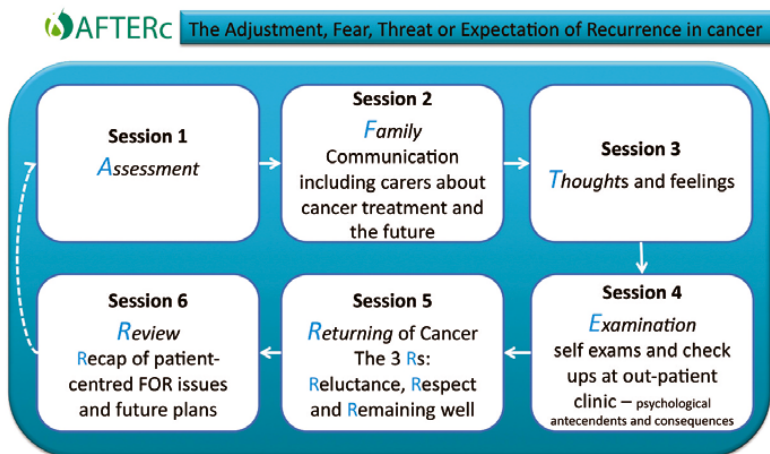 AFTERc
The Adjustment, Fear, Threat or Expectation of Recurrence in cancer
Session 1
Assessment
Session 2
Family
Communication
including carers about
cancer treatment and
the future
Session 3
Thoughts and feelings
Session 4
Examination
self exams and check
ups at out-patient
clinic – psychological
antecendents and consequences
Session 5
Returning of Cancer
The 3 Rs:
Reluctance, Respect
and Remaining well
Session 6
Review
Recap of patient-
centred FOR issues
and future plans